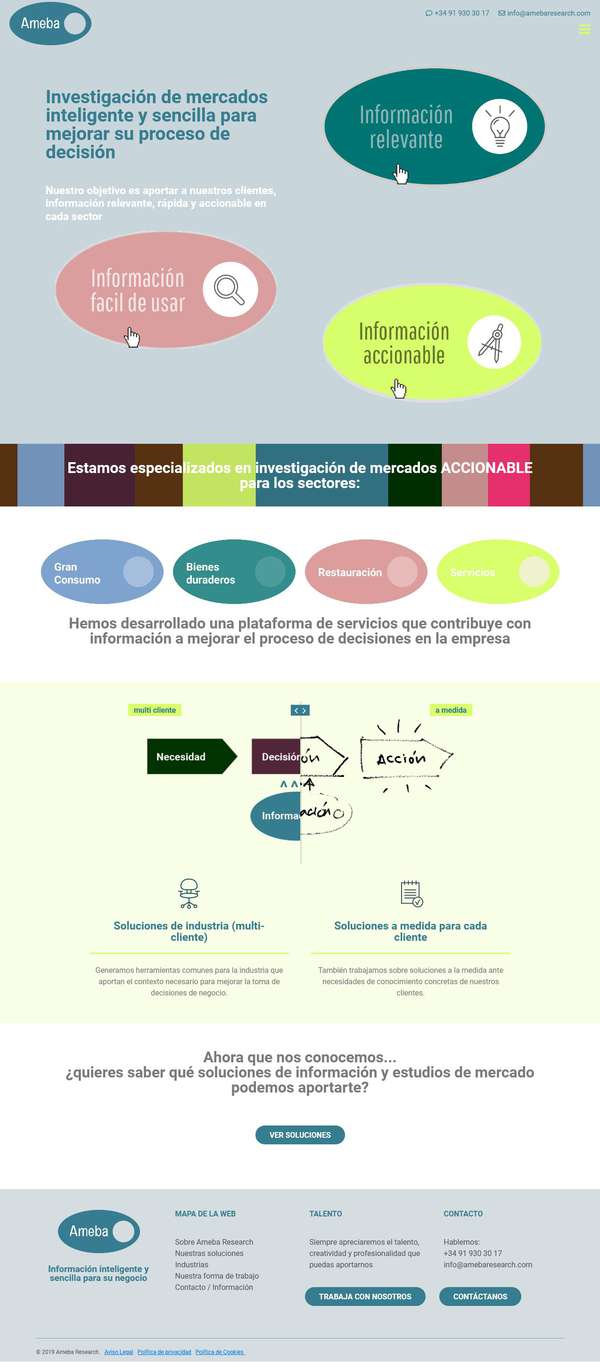 Ameba
+34 91 930 30 17
info@amebaresearch.com
Investigación de mercados
inteligente y sencilla para
mejorar su proceso de
decisión
Nuestro objetivo es aportar a nuestros clientes,
información relevante, rápida y accionable en
cada sector
Información
relevante
Información
facil de usar
Información
accionable
Estamos especializados en investigación de mercados ACCIONABLE
para los sectores:
Gran
Consumo
Bienes
duraderos
Restauración
Servicios
Hemos desarrollado una plataforma de servicios que contribuye con
información a mejorar el proceso de decisiones en la empresa
multi cliente
a medida
Necesidad
Decisión
Acción
Información
Soluciones de industria (multi-
cliente)
Generamos herramientas comunes para la industria que
aportan el contexto necesario para mejorar la toma de
decisiones de negocio.
Soluciones a medida para cada
cliente
También trabajamos sobre soluciones a la medida ante
necesidades de conocimiento concretas de nuestros
clientes.
Ahora que nos conocemos...
¿quieres saber qué soluciones de información y estudios de mercado
podemos aportarte?
VER SOLUCIONES
Ameba
Información inteligente y
sencilla para su negocio
MAPA DE LA WEB
Sobre Ameba Research
Nuestras soluciones
Industrias
Nuestra forma de trabajo
Contacto / Información
TALENTO
Siempre apreciaremos el talento,
creatividad y profesionalidad que
puedas aportarnos
TRABAJA CON NOSOTROS
CONTACTO
Hablemos:
+34 91 930 30 17
info@amebaresearch.com
CONTÁCTANOS
© 2019 Ameba Research. Aviso Legal Política de privacidad Política de Cookies